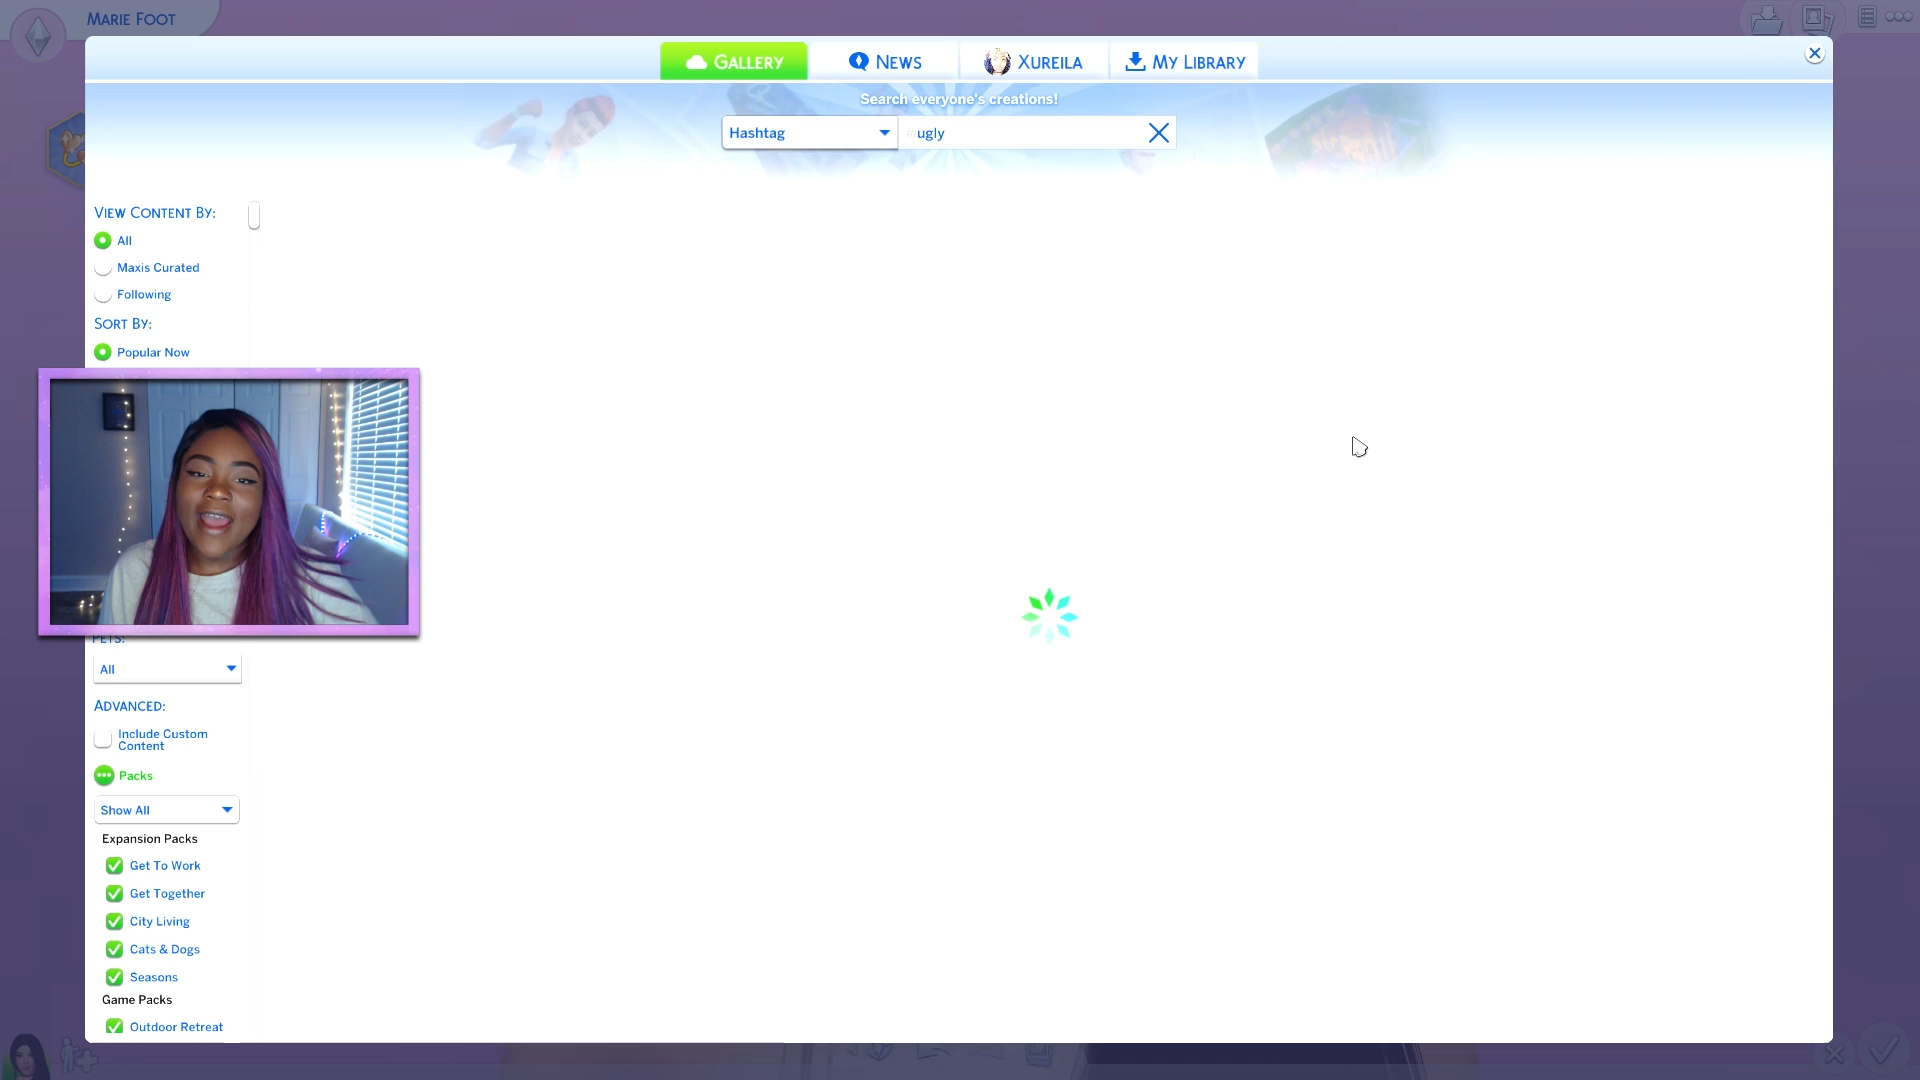 MARIE FOOT
GALLERY
NEWS
XUREILA
MY LIBRARY
Search everyone's creations!
Hashtag
# ugly
VIEW CONTENT BY:
All
Maxis Curated
Following
SORT BY:
Popular Now
PETS:
All
ADVANCED:
Include Custom
Content
Packs
Show All
Expansion Packs
Get To Work
Get Together
City Living
Cats & Dogs
Seasons
Game Packs
Outdoor Retreat